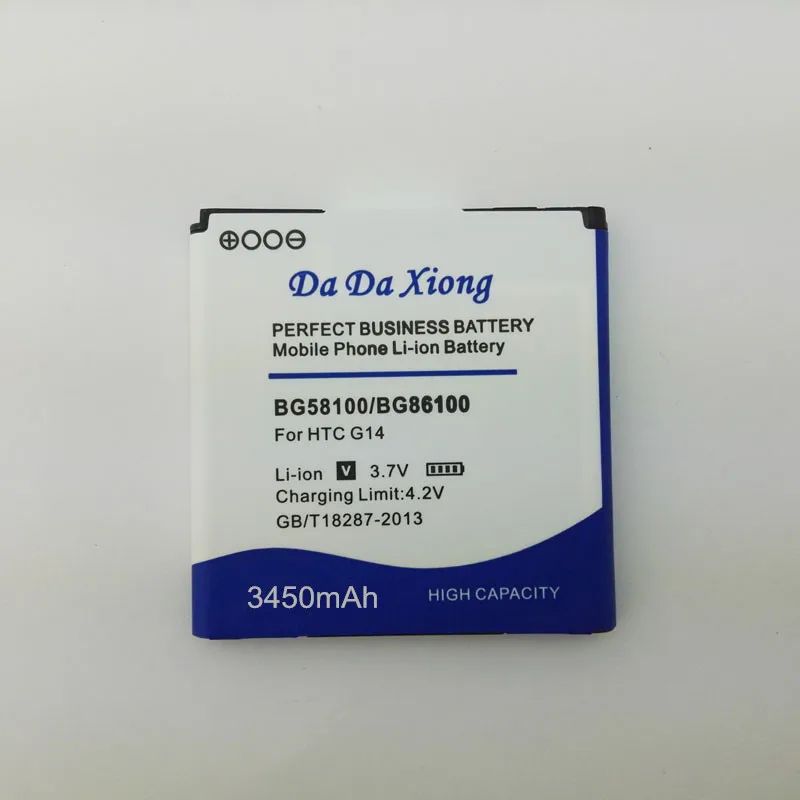 Da Da Xiong
PERFECT BUSINESS BATTERY
Mobile Phone Li-ion Battery
BG58100/BG86100
For HTC G14
Li-ion V 3.7V
Charging Limit:4.2V
GB/T18287-2013
3450mAh HIGH CAPACITY